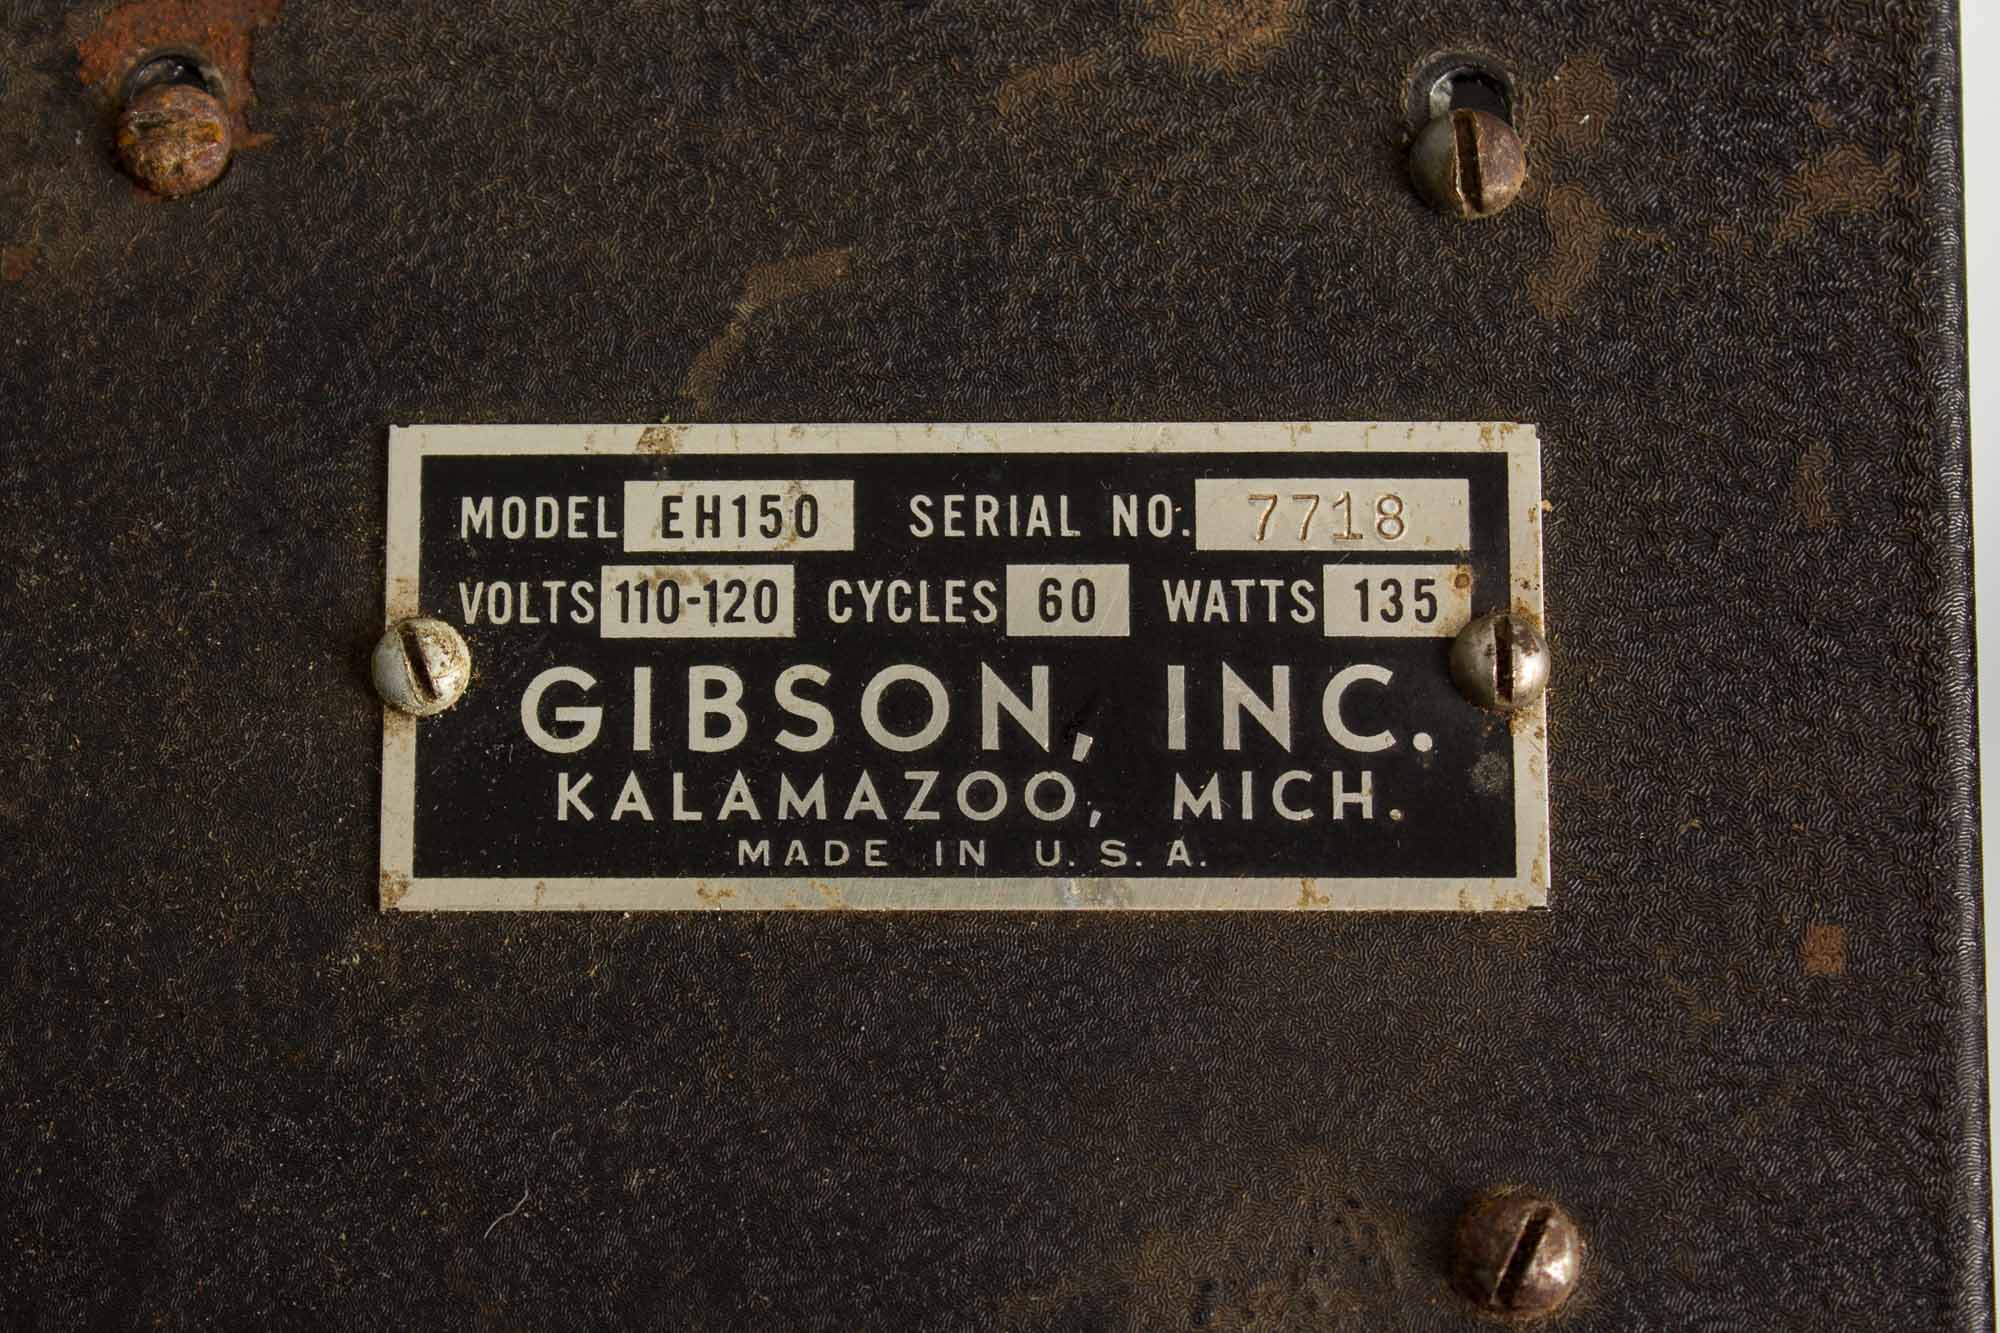 MODEL EH150 SERIAL NO. 7718
VOLTS 110-120 CYCLES 60 WATTS 135
GIBSON, INC.
KALAMAZOO, MICH.
MADE IN U.S.A.